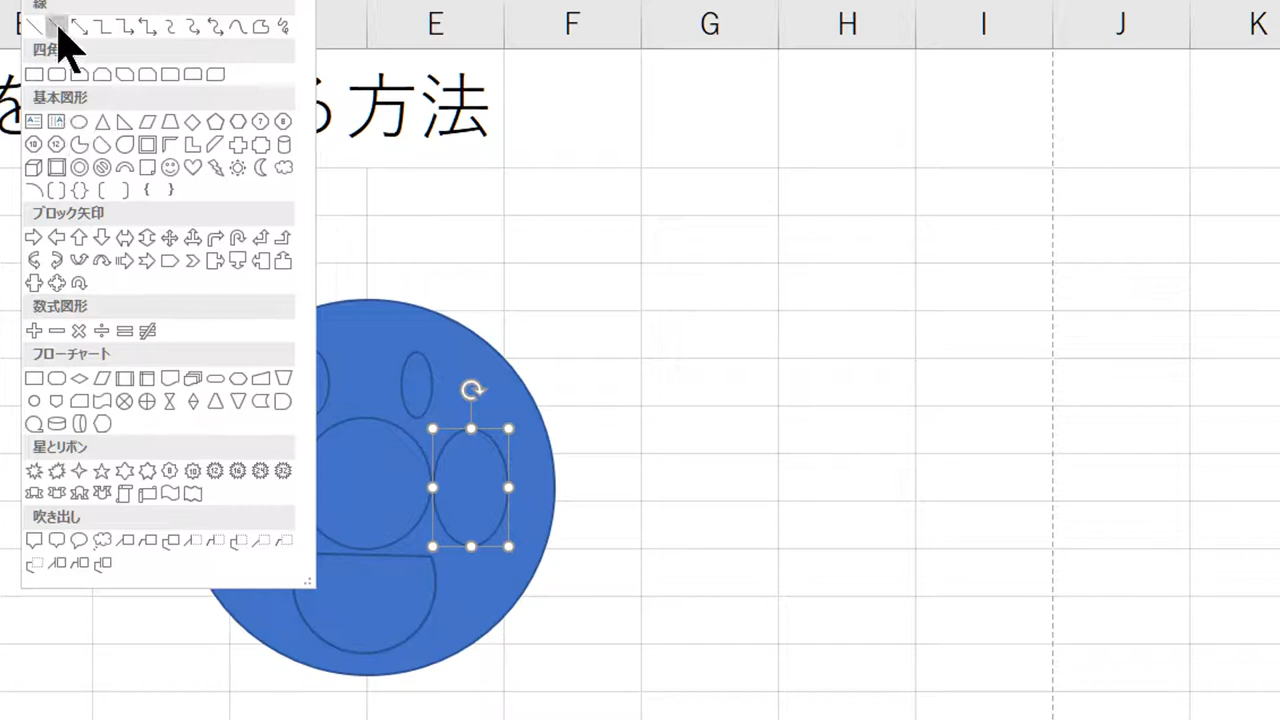 線
E F G H I J K
四角
る方法
基本図形
ブロック矢印
数式図形
フローチャート
星とリボン
吹き出し